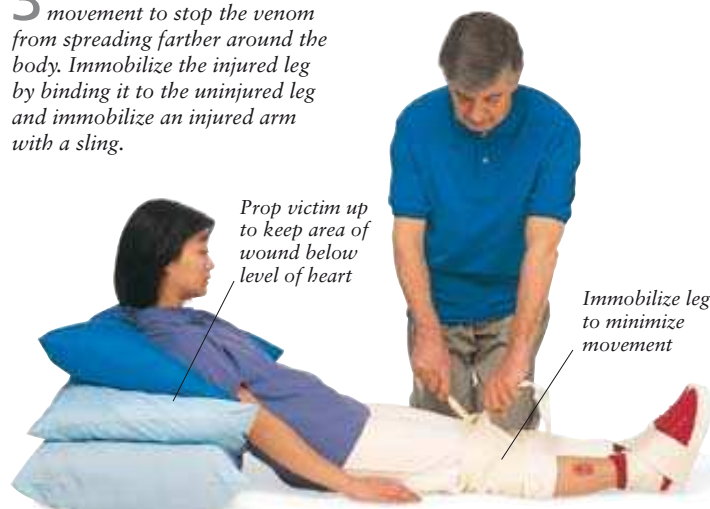 3 movement to stop the venom
from spreading farther around the
body. Immobilize the injured leg
by binding it to the uninjured leg
and immobilize an injured arm
with a sling.
Prop victim up
to keep area of
wound below
level of heart
Immobilize leg
to minimize
movement